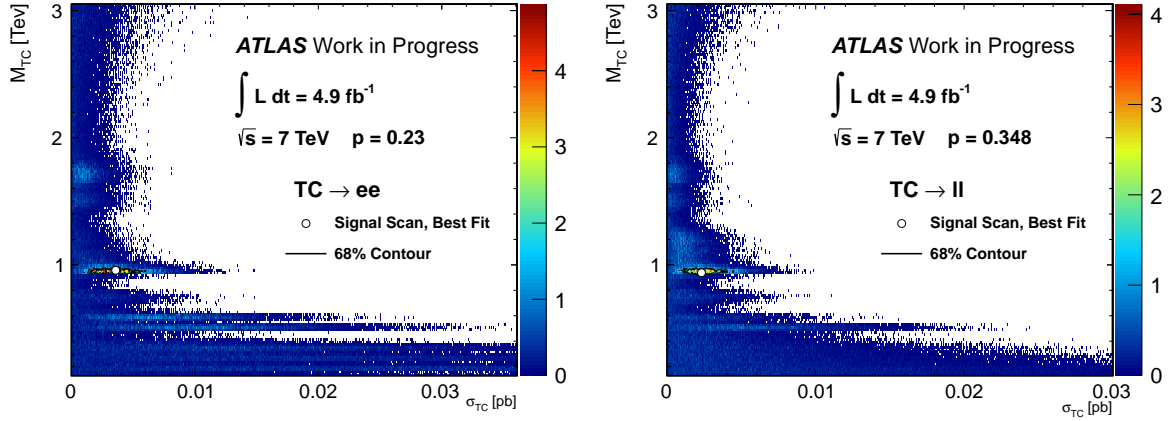 M_TC [Tev]
3
2
1
0
0.01
0.02
0.03
σ_TC [pb]
ATLAS Work in Progress
∫ L dt = 4.9 fb⁻¹
√s = 7 TeV p = 0.23
TC → ee
Signal Scan, Best Fit
68% Contour
4
3
2
1
0
M_TC [Tev]
3
2
1
0
0.01
0.02
0.03
σ_TC [pb]
ATLAS Work in Progress
∫ L dt = 4.9 fb⁻¹
√s = 7 TeV p = 0.348
TC → ll
Signal Scan, Best Fit
68% Contour
4
3
2
1
0